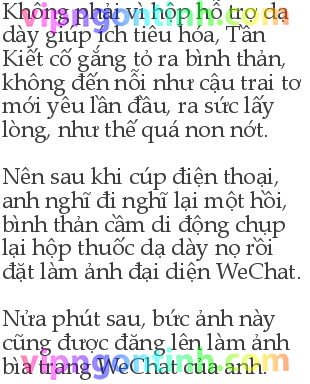 Không phải vì hộp hỗ trợ dạ
dày giúp ích tiêu hóa, Tần
Kiết cố gắng tỏ ra bình thản,
không đến nỗi như cậu trai tơ
mới yêu lần đầu, ra sức lấy
lòng, như thế quá non nớt.
Nên sau khi cúp điện thoại,
anh nghĩ đi nghĩ lại một hồi,
bình thản cầm di động chụp
lại hộp thuốc dạ dày nọ rồi
đặt làm ảnh đại diện WeChat.
Nửa phút sau, bức ảnh này
cũng được đăng lên làm ảnh
bìa trang WeChat của anh.
vipngontinh.com
vipngontinh.com